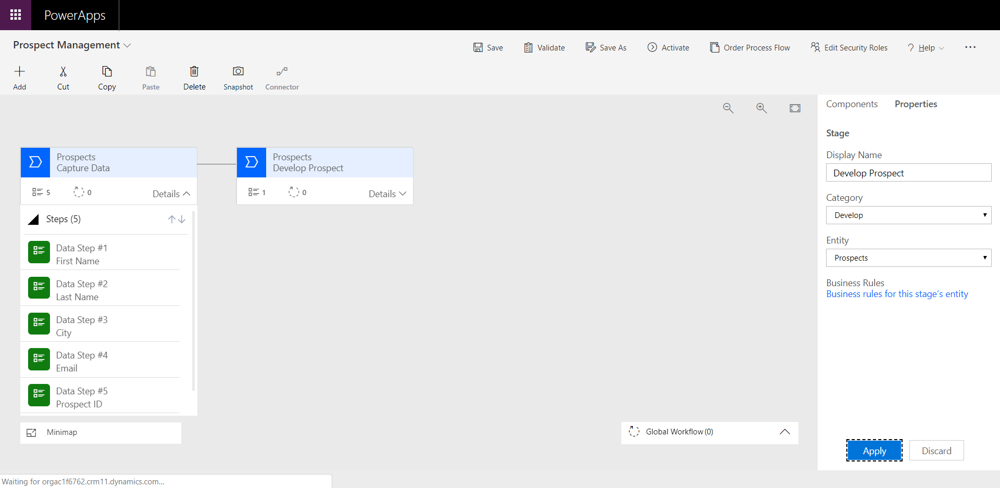 PowerApps
Prospect Management
Save
Validate
Save As
Activate
Order Process Flow
Edit Security Roles
? Help
...
Add
Cut
Copy
Paste
Delete
Snapshot
Connector
Components
Properties
Prospects
Capture Data
5
0
Details
Steps (5)
Data Step #1
First Name
Data Step #2
Last Name
Data Step #3
City
Data Step #4
Email
Data Step #5
Prospect ID
Minimap
Prospects
Develop Prospect
1
0
Details
Global Workflow (0)
Stage
Display Name
Develop Prospect
Category
Develop
Entity
Prospects
Business Rules
Business rules for this stage's entity
Apply
Discard
Waiting for orgac1f6762.crm11.dynamics.com...